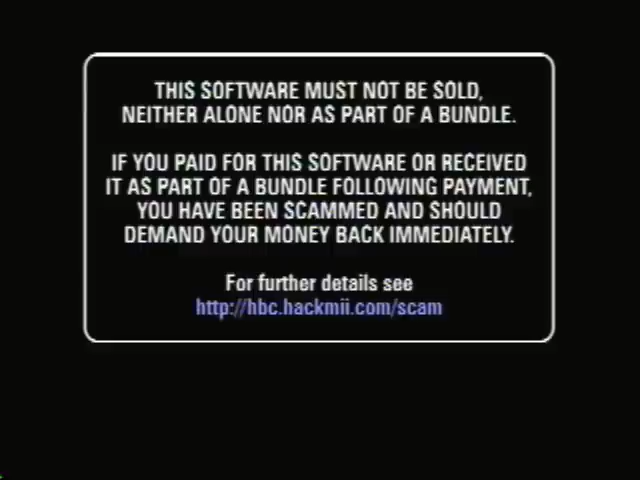 THIS SOFTWARE MUST NOT BE SOLD,
NEITHER ALONE NOR AS PART OF A BUNDLE.
IF YOU PAID FOR THIS SOFTWARE OR RECEIVED
IT AS PART OF A BUNDLE FOLLOWING PAYMENT,
YOU HAVE BEEN SCAMMED AND SHOULD
DEMAND YOUR MONEY BACK IMMEDIATELY.
For further details see
http://hbc.hackmii.com/scam